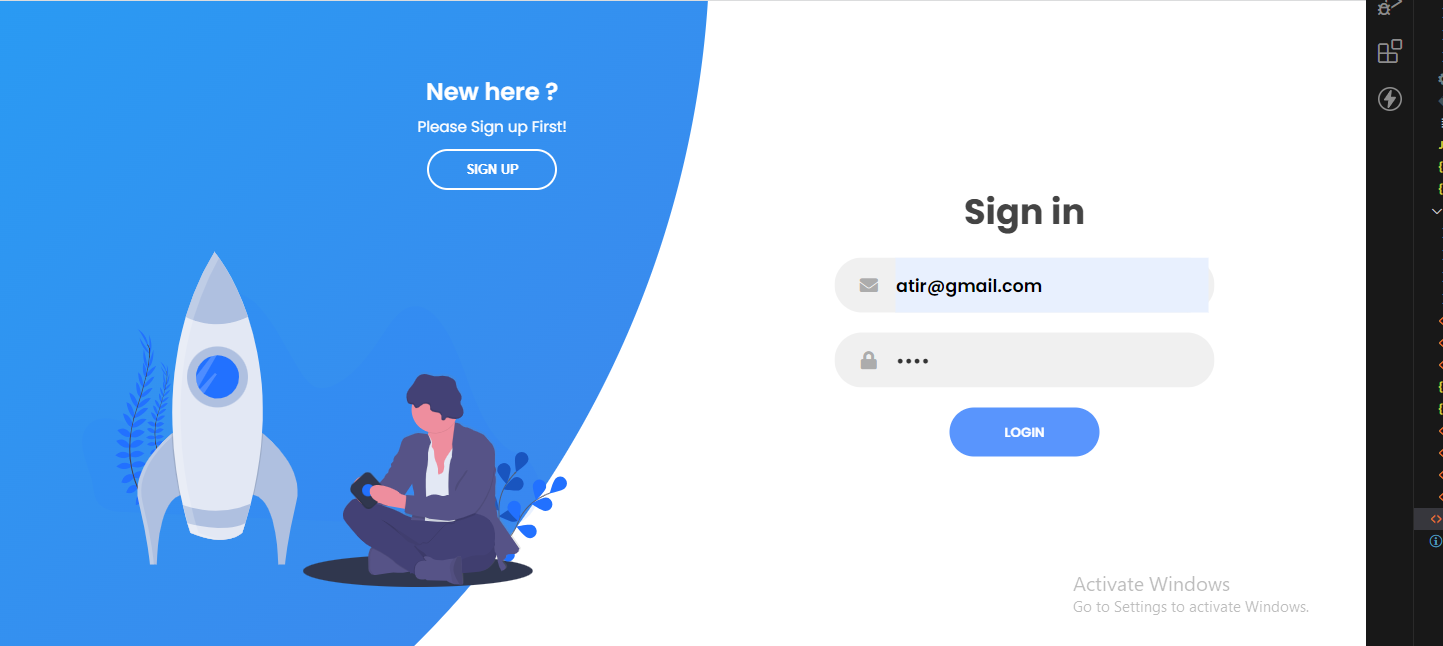 New here ?
Please Sign up First!
SIGN UP
Sign in
atir@gmail.com
••••
LOGIN
Activate Windows
Go to Settings to activate Windows.